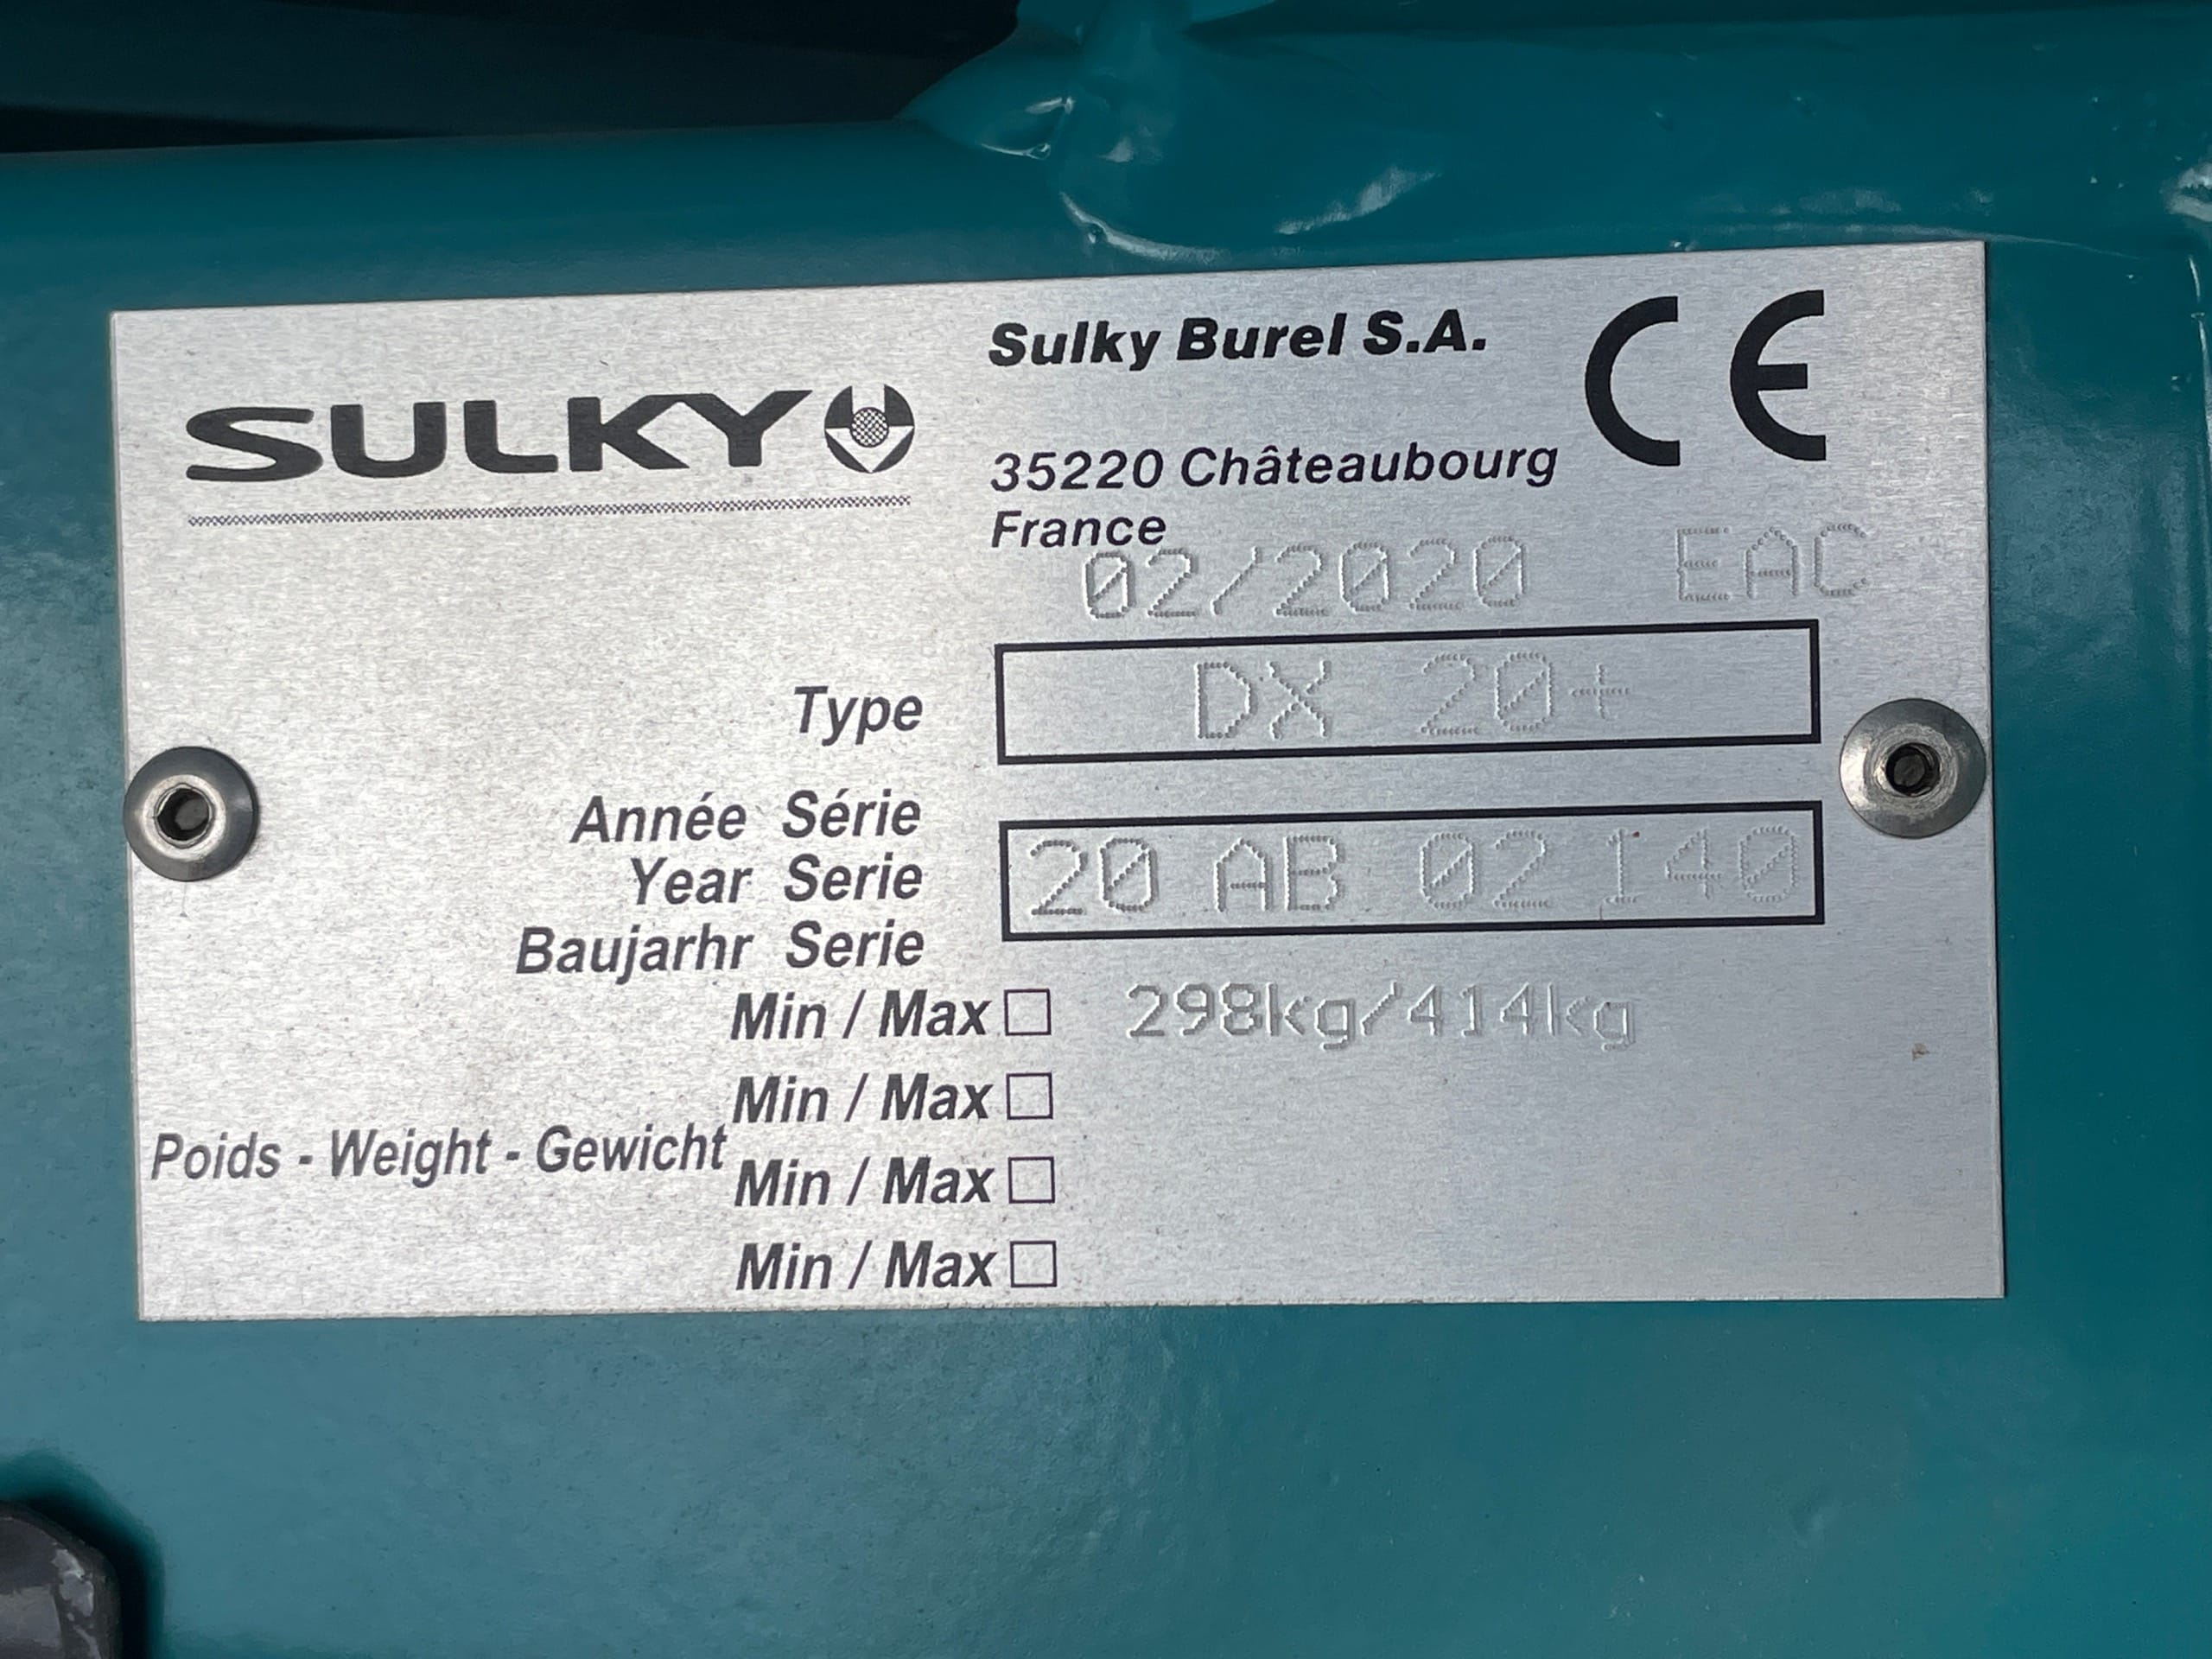 SULKY
Sulky Burel S.A.
CE
35220 Châteaubourg
France
02/2020 EAC
Type DX 20+
Année Série
Year Serie 20 AB 02 140
Baujarhr Serie
Min / Max 298kg/414kg
Min / Max
Poids - Weight - Gewicht
Min / Max
Min / Max